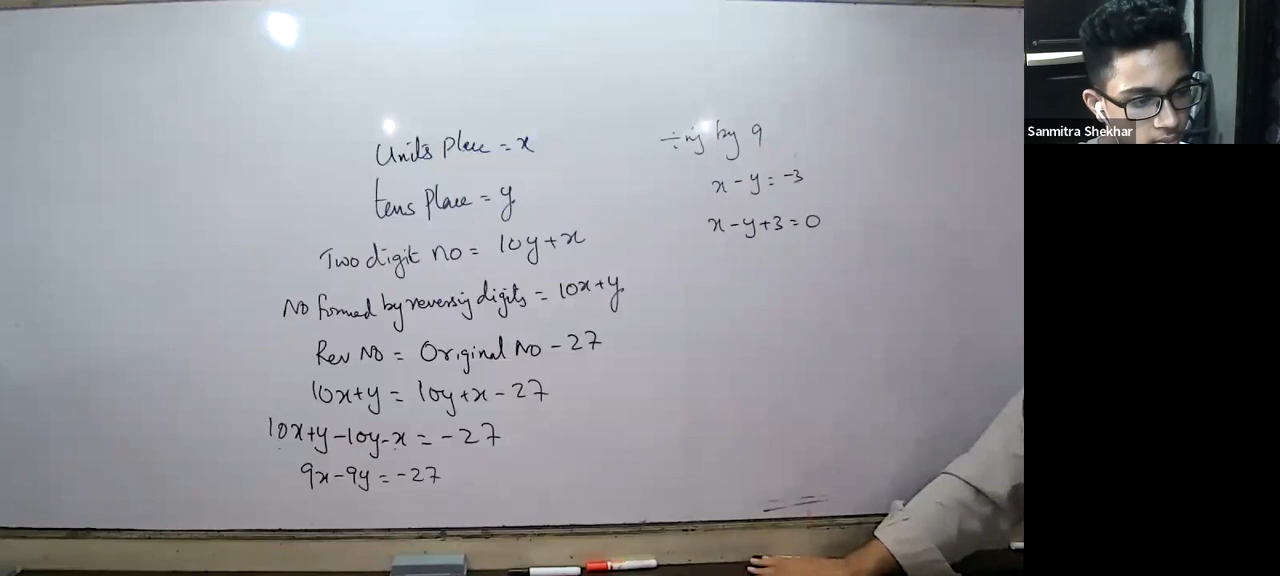 Units Place = x
tens Place = y
Two digit no = 10y+x
No formed by reversing digits = 10x+y
Rev No = Original No - 27
10x+y = 10y+x - 27
10x+y-10y-x = -27
9x-9y = -27
÷ing by 9
x-y = -3
x-y+3=0
Sanmitra Shekhar